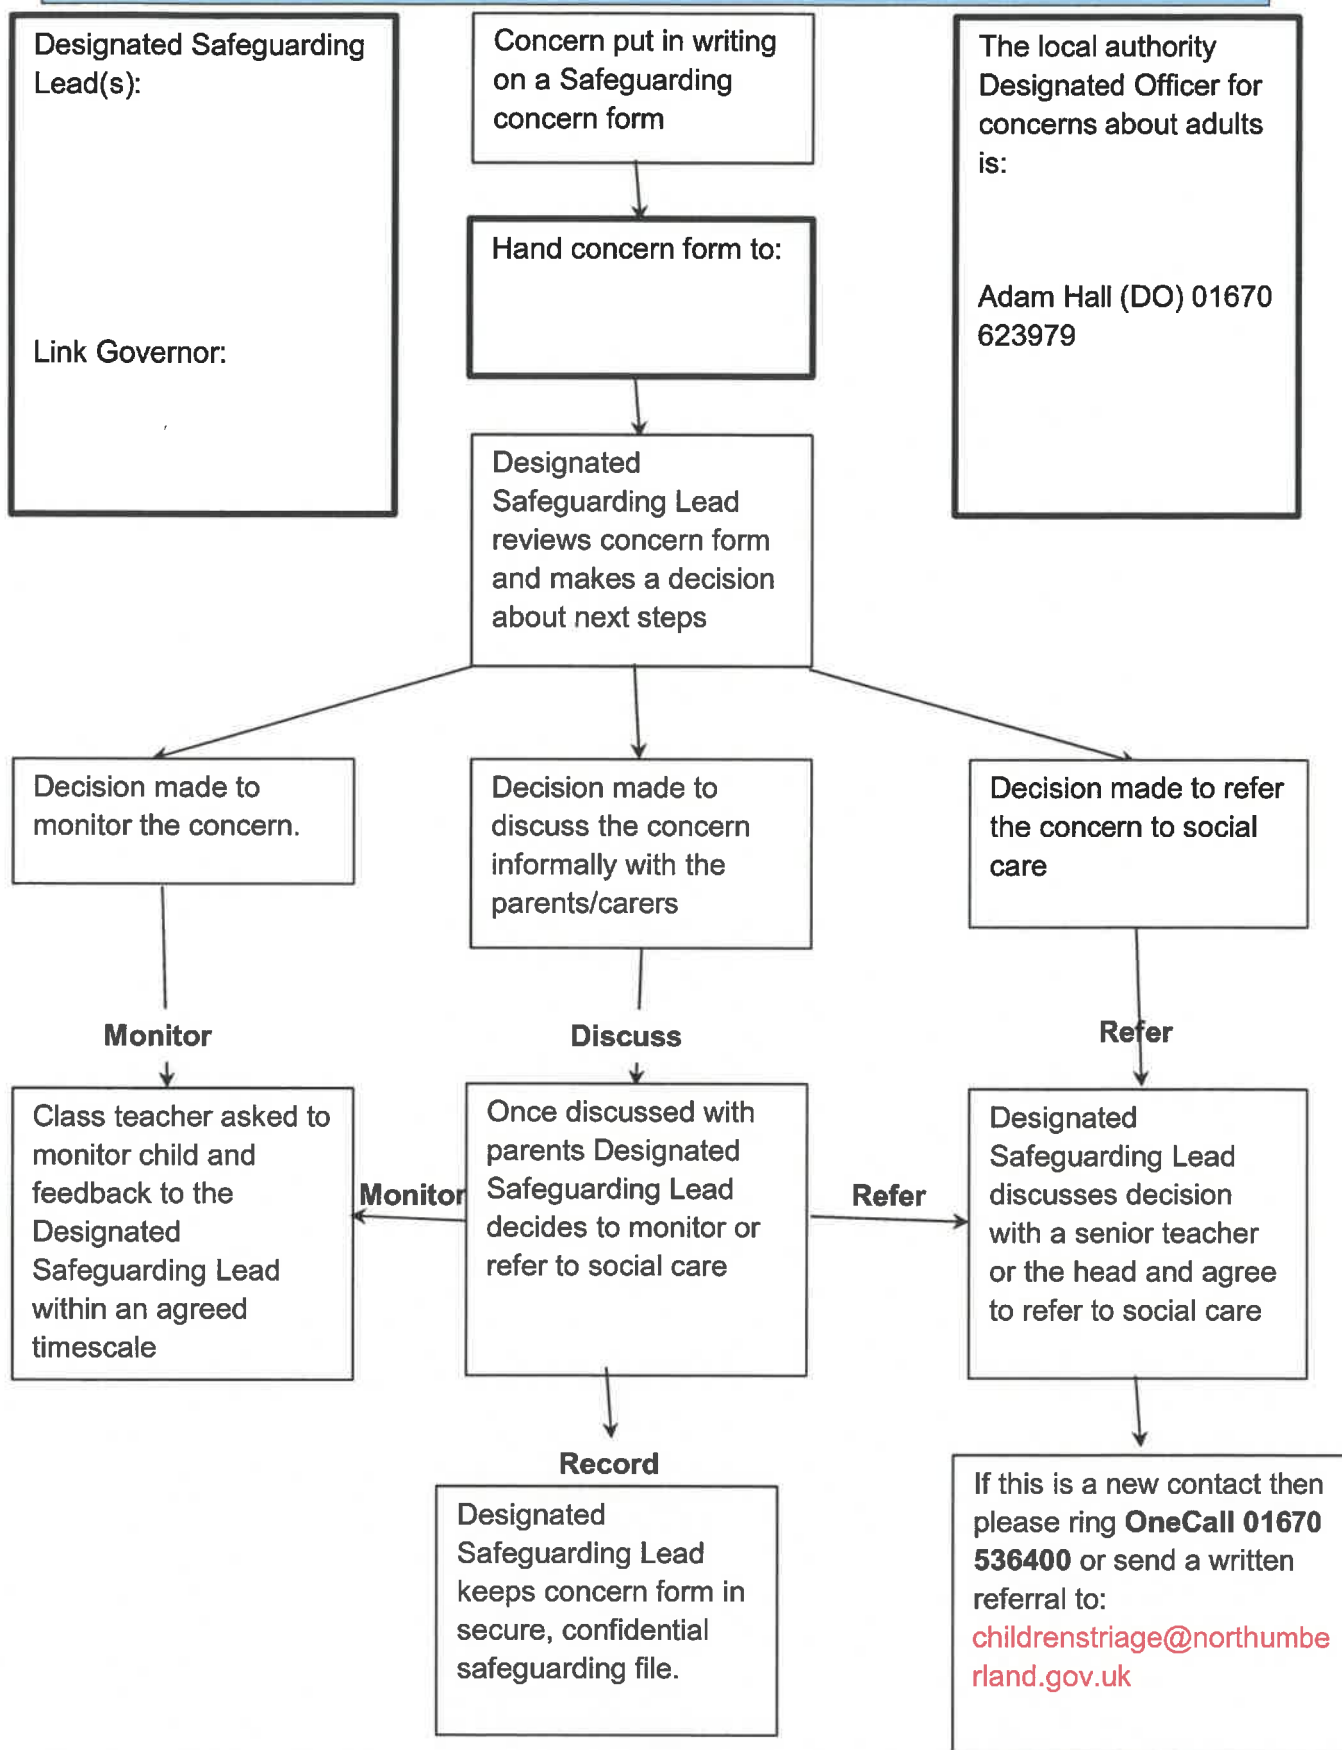 Designated Safeguarding
Lead(s):
Link Governor:
Concern put in writing
on a Safeguarding
concern form
The local authority
Designated Officer for
concerns about adults
is:
Adam Hall (DO) 01670
623979
Hand concern form to:
Designated
Safeguarding Lead
reviews concern form
and makes a decision
about next steps
Decision made to
monitor the concern.
Decision made to
discuss the concern
informally with the
parents/carers
Decision made to refer
the concern to social
care
Monitor
Discuss
Refer
Class teacher asked to
monitor child and
feedback to the
Designated
Safeguarding Lead
within an agreed
timescale
Monitor
Once discussed with
parents Designated
Safeguarding Lead
decides to monitor or
refer to social care
Refer
Designated
Safeguarding Lead
discusses decision
with a senior teacher
or the head and agree
to refer to social care
Record
Designated
Safeguarding Lead
keeps concern form in
secure, confidential
safeguarding file.
If this is a new contact then
please ring OneCall 01670
536400 or send a written
referral to:
childrenstriage@northumbe
rland.gov.uk